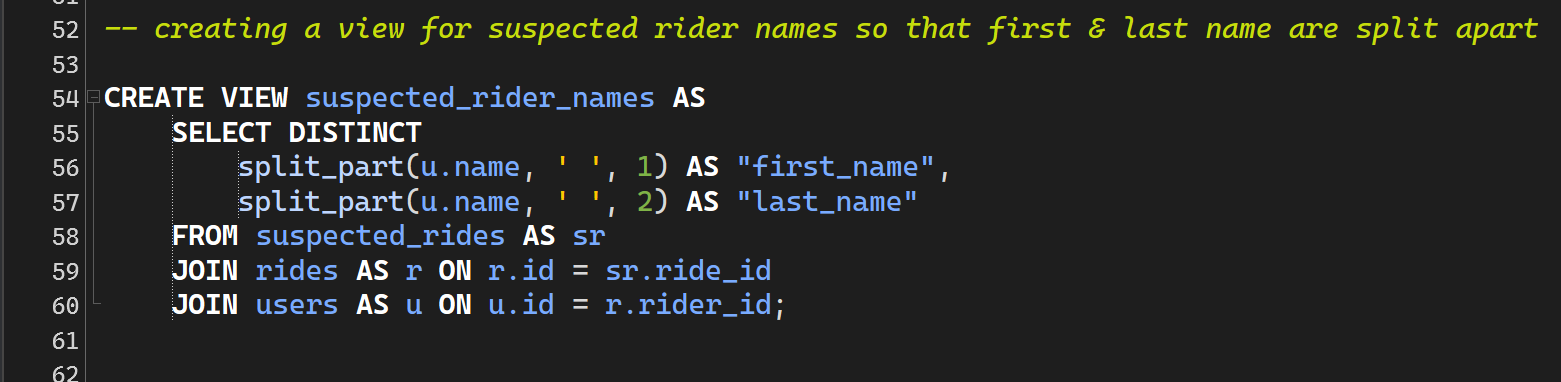 52 -- creating a view for suspected rider names so that first & last name are split apart
53
54 CREATE VIEW suspected_rider_names AS
55 SELECT DISTINCT
56 split_part(u.name, ' ', 1) AS "first_name",
57 split_part(u.name, ' ', 2) AS "last_name"
58 FROM suspected_rides AS sr
59 JOIN rides AS r ON r.id = sr.ride_id
60 JOIN users AS u ON u.id = r.rider_id;
61
62